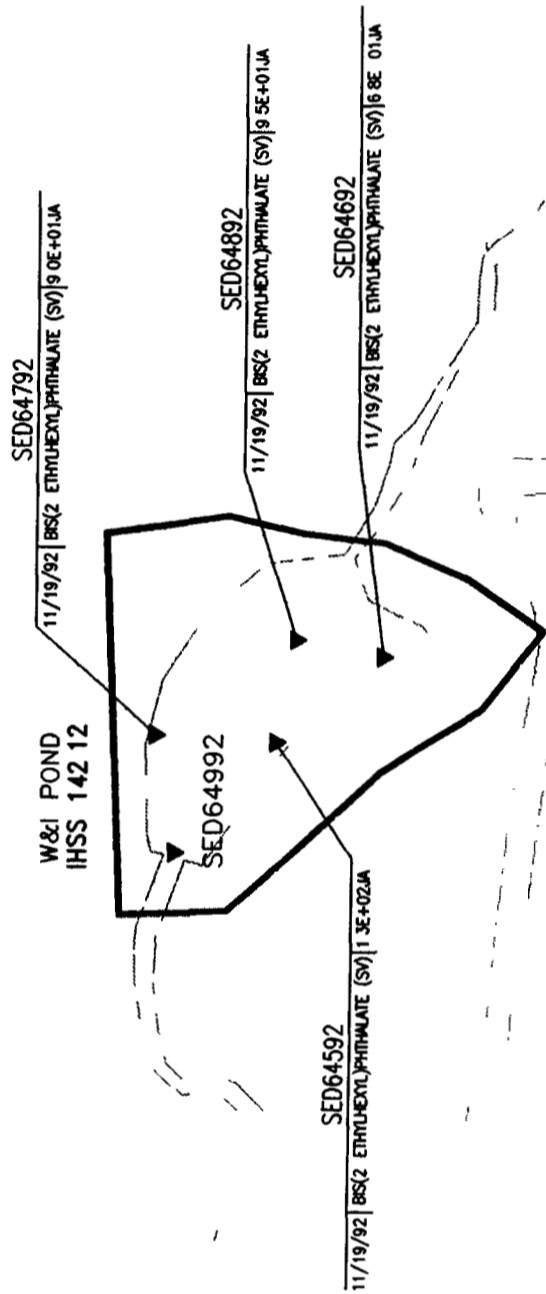 SED64792
11/19/92| BIS(2 ETHYLHEXYL)PHTHALATE (SV)|9 0E+01JA
W&I POND
IHSS 142 12
SED64892
11/19/92| BIS(2 ETHYLHEXYL)PHTHALATE (SV)|9 5E+01JA
SED64992
SED64692
11/19/92| BIS(2 ETHYLHEXYL)PHTHALATE (SV)|6 8E 01JA
SED64592
11/19/92| BIS(2 ETHYLHEXYL)PHTHALATE (SV)|1 3E+02JA